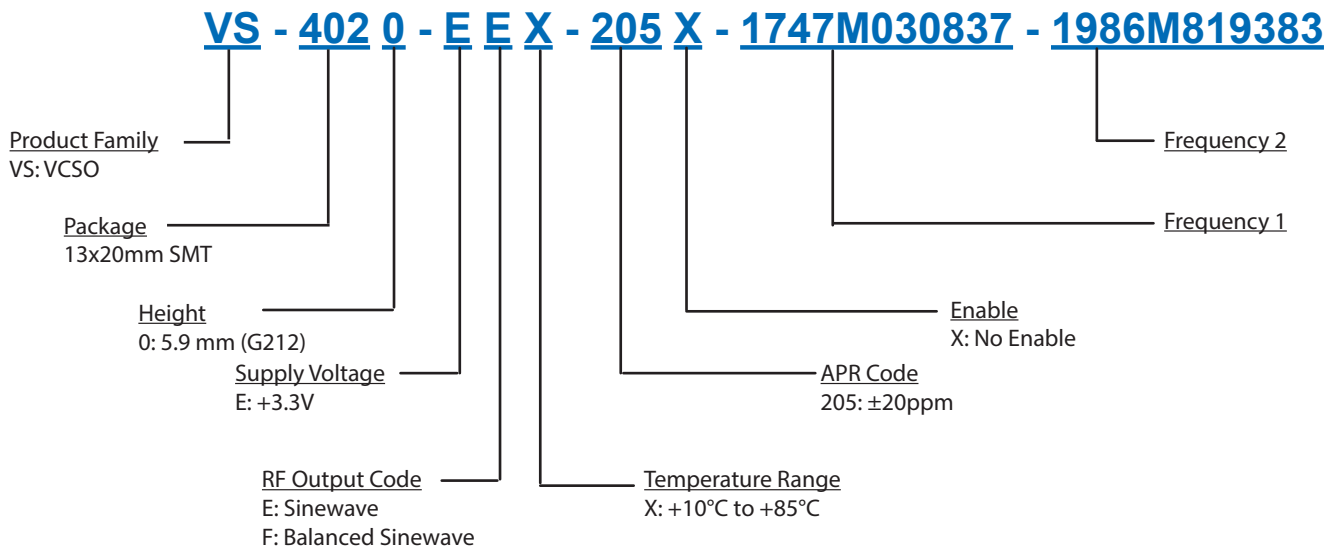 VS - 402 0 - E E X - 205 X - 1747M030837 - 1986M819383
Product Family
VS: VCSO
Frequency 2
Package
13x20mm SMT
Frequency 1
Height
0: 5.9 mm (G212)
Enable
X: No Enable
Supply Voltage
E: +3.3V
APR Code
205: ±20ppm
RF Output Code
E: Sinewave
F: Balanced Sinewave
Temperature Range
X: +10°C to +85°C